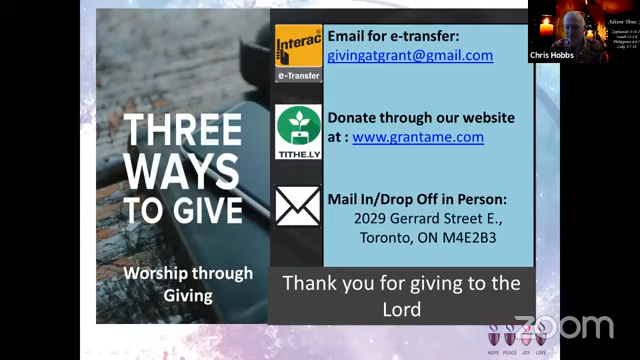 THREE
WAYS
TO GIVE
Worship through
Giving
Interac
e-Transfer
Email for e-transfer:
givingatgrant@gmail.com
TITHE.LY
Donate through our website
at : www.grantame.com
Mail In/Drop Off in Person:
2029 Gerrard Street E.,
Toronto, ON M4E2B3
Thank you for giving to the
Lord
Chris Hobbs
Advent Three
zoom
HOPE PEACE JOY LOVE